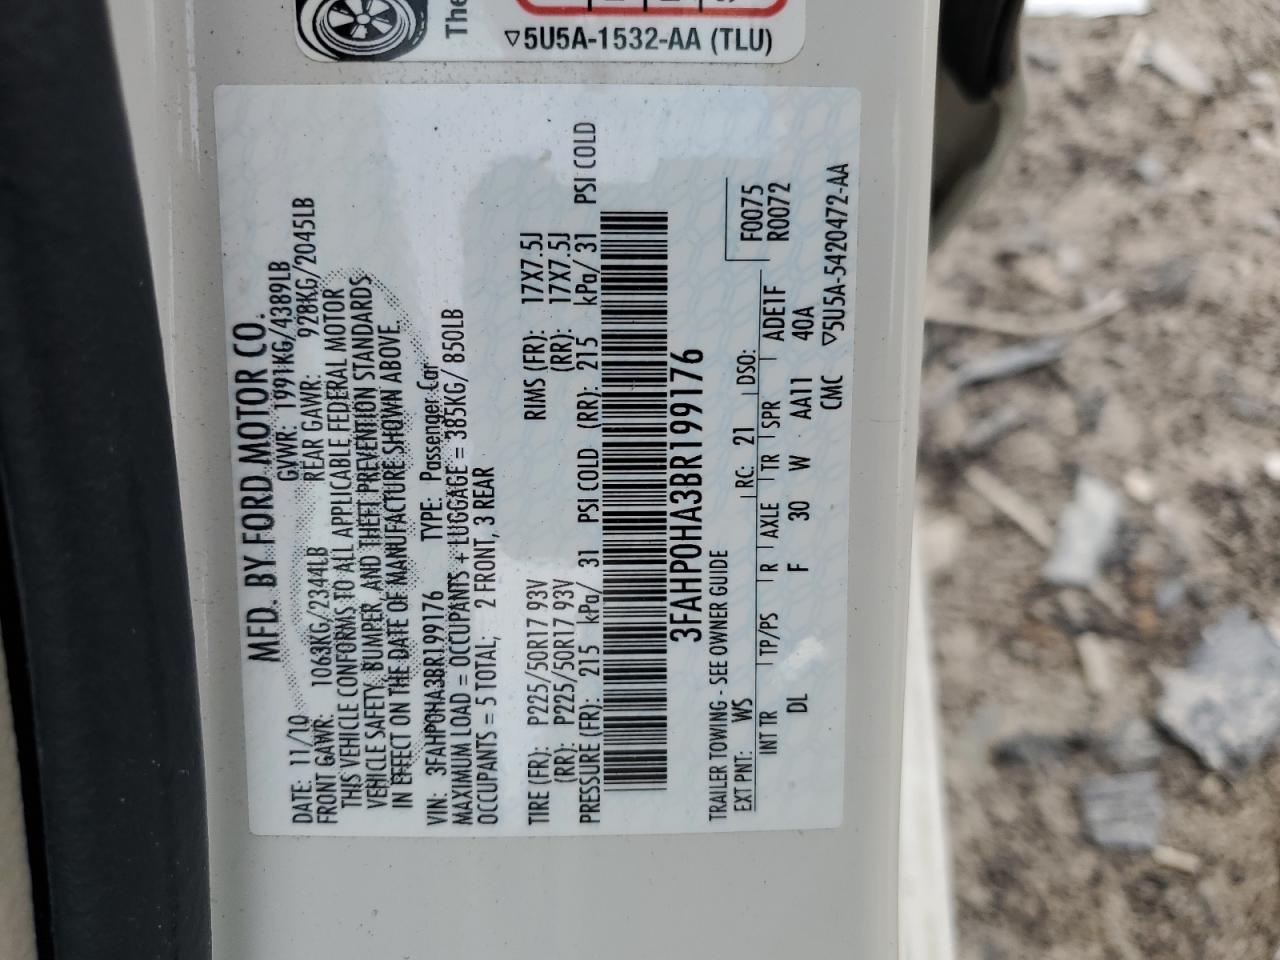 The
▽5U5A-1532-AA (TLU)
MFD. BY FORD MOTOR CO.
DATE: 11/10 GVWR: 1991KG/4389LB
FRONT GAWR: 1063KG/2344LB REAR GAWR: 928KG/2045LB
THIS VEHICLE CONFORMS TO ALL APPLICABLE FEDERAL MOTOR
VEHICLE SAFETY, BUMPER, AND THEFT PREVENTION STANDARDS
IN EFFECT ON THE DATE OF MANUFACTURE SHOWN ABOVE.
VIN: 3FAHP0HA3BR199176 TYPE: Passenger Car
MAXIMUM LOAD = OCCUPANTS + LUGGAGE = 385KG/ 850LB
OCCUPANTS = 5 TOTAL, 2 FRONT, 3 REAR
TIRE (FR): P225/50R17 93V RIMS (FR): 17X7.5J
(RR): P225/50R17 93V (RR): 17X7.5J
PRESSURE (FR): 215 kPa/ 31 PSI COLD (RR): 215 kPa/ 31 PSI COLD
3FAHP0HA3BR199176
TRAILER TOWING - SEE OWNER GUIDE F0075
EXT PNT: WS RC: 21 DSO: R0072
INT TR TP/PS R AXLE TR SPR ADE1F
DL F 30 W AA11 40A
CMC ▽5U5A-5420472-AA